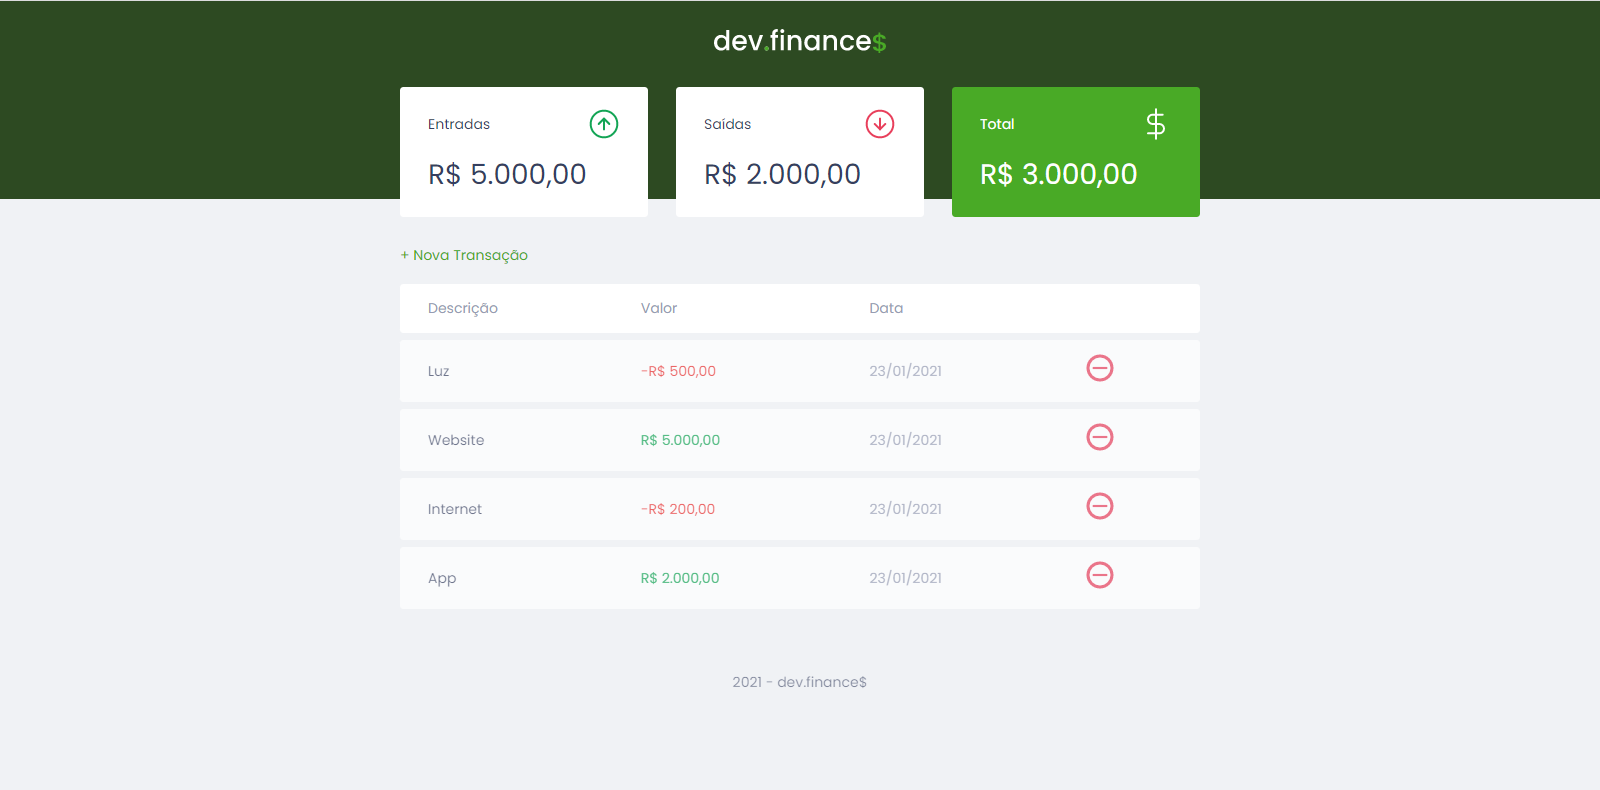 dev.finance$
Entradas
R$ 5.000,00
Saídas
R$ 2.000,00
Total
$
R$ 3.000,00
+ Nova Transação
Descrição Valor Data
Luz -R$ 500,00 23/01/2021
Website R$ 5.000,00 23/01/2021
Internet -R$ 200,00 23/01/2021
App R$ 2.000,00 23/01/2021
2021 - dev.finance$